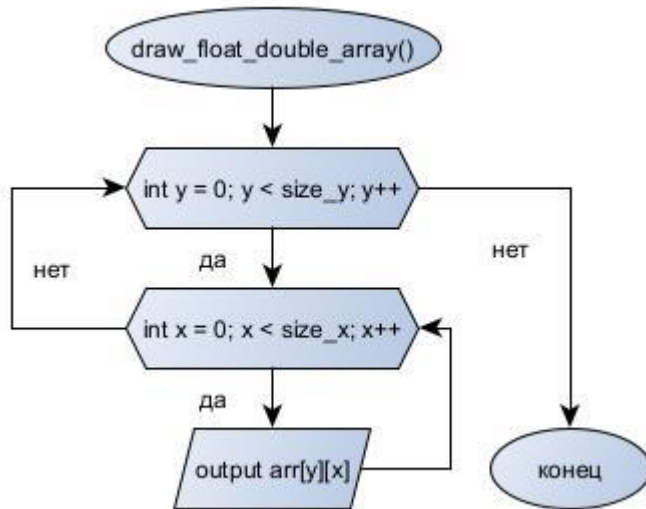 draw_float_double_array()
int y = 0; y < size_y; y++
да
нет
нет
int x = 0; x < size_x; x++
да
output arr[y][x]
конец